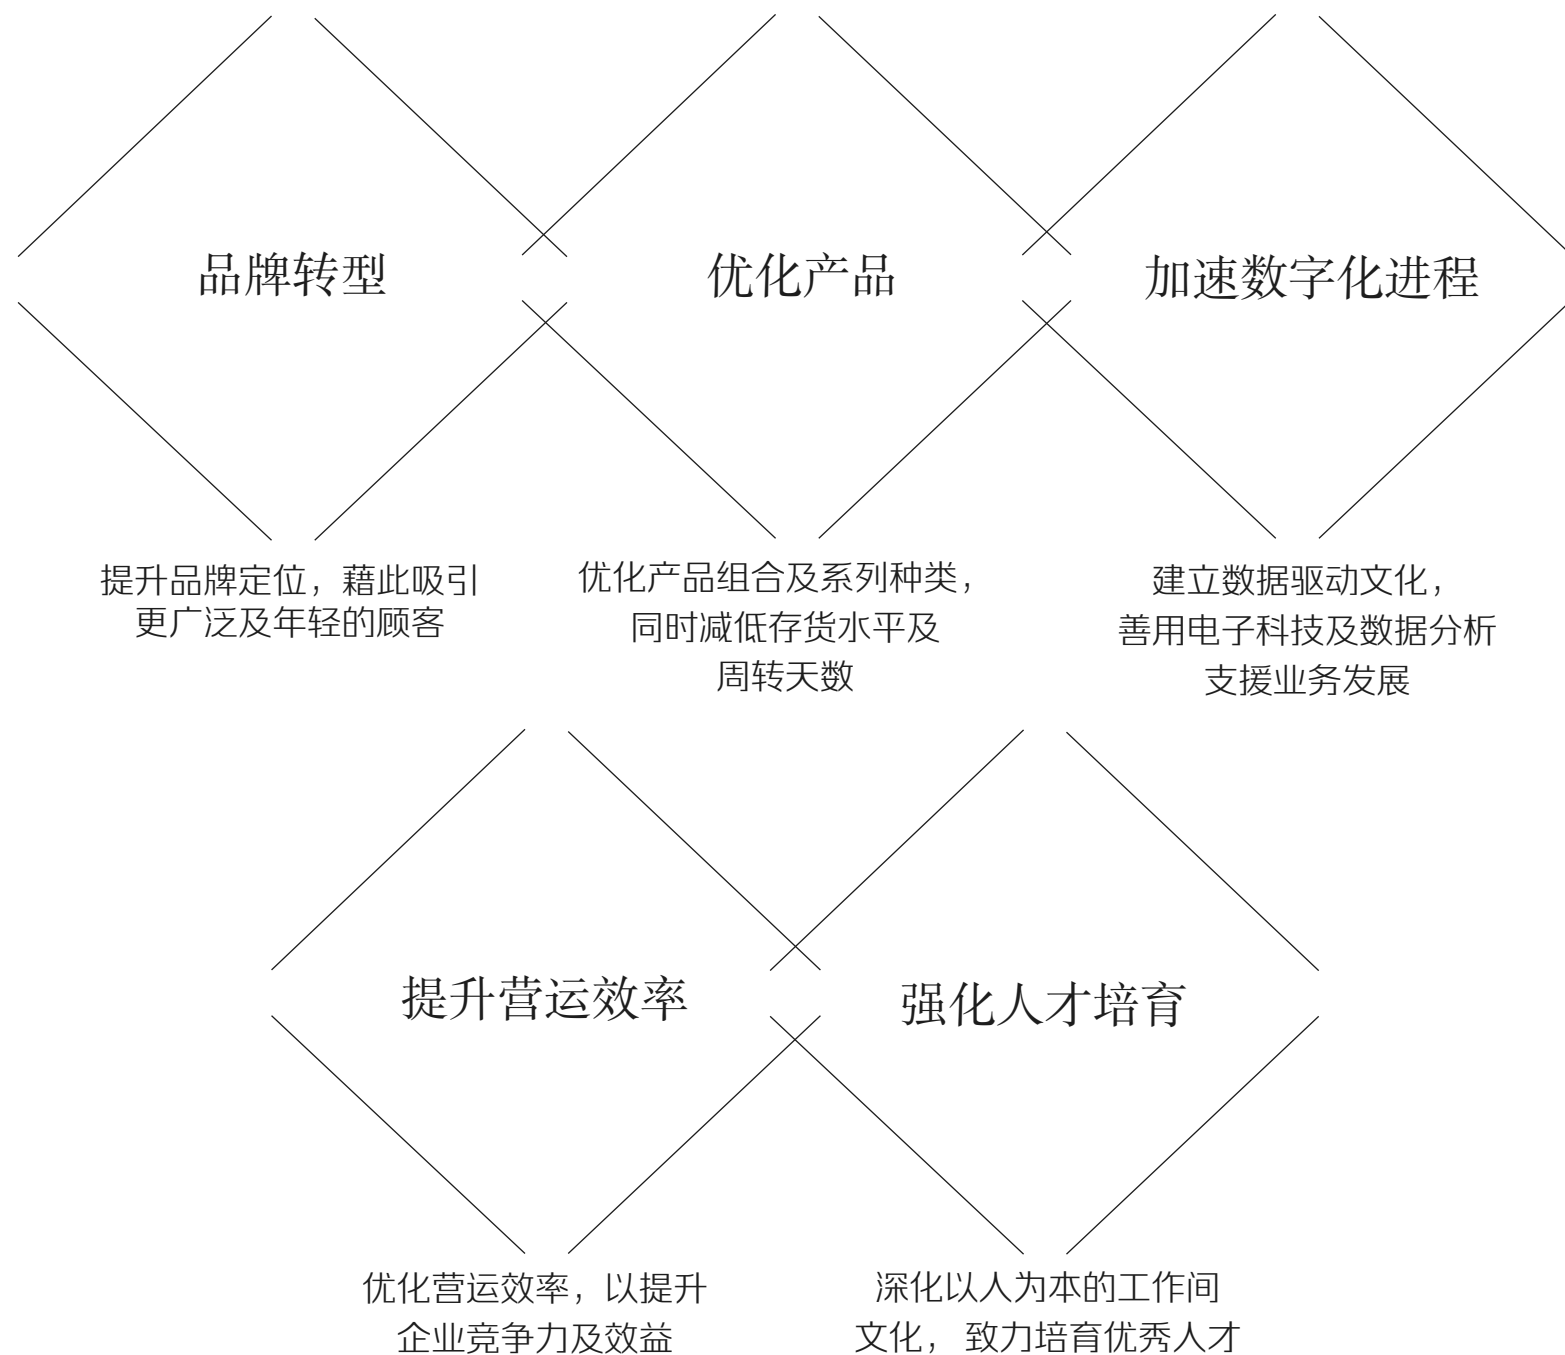 品牌转型
优化产品
加速数字化进程
提升品牌定位，藉此吸引
更广泛及年轻的顾客
优化产品组合及系列种类，
同时减低存货水平及
周转天数
建立数据驱动文化，
善用电子科技及数据分析
支援业务发展
提升营运效率
强化人才培育
优化营运效率，以提升
企业竞争力及效益
深化以人为本的工作间
文化，致力培育优秀人才